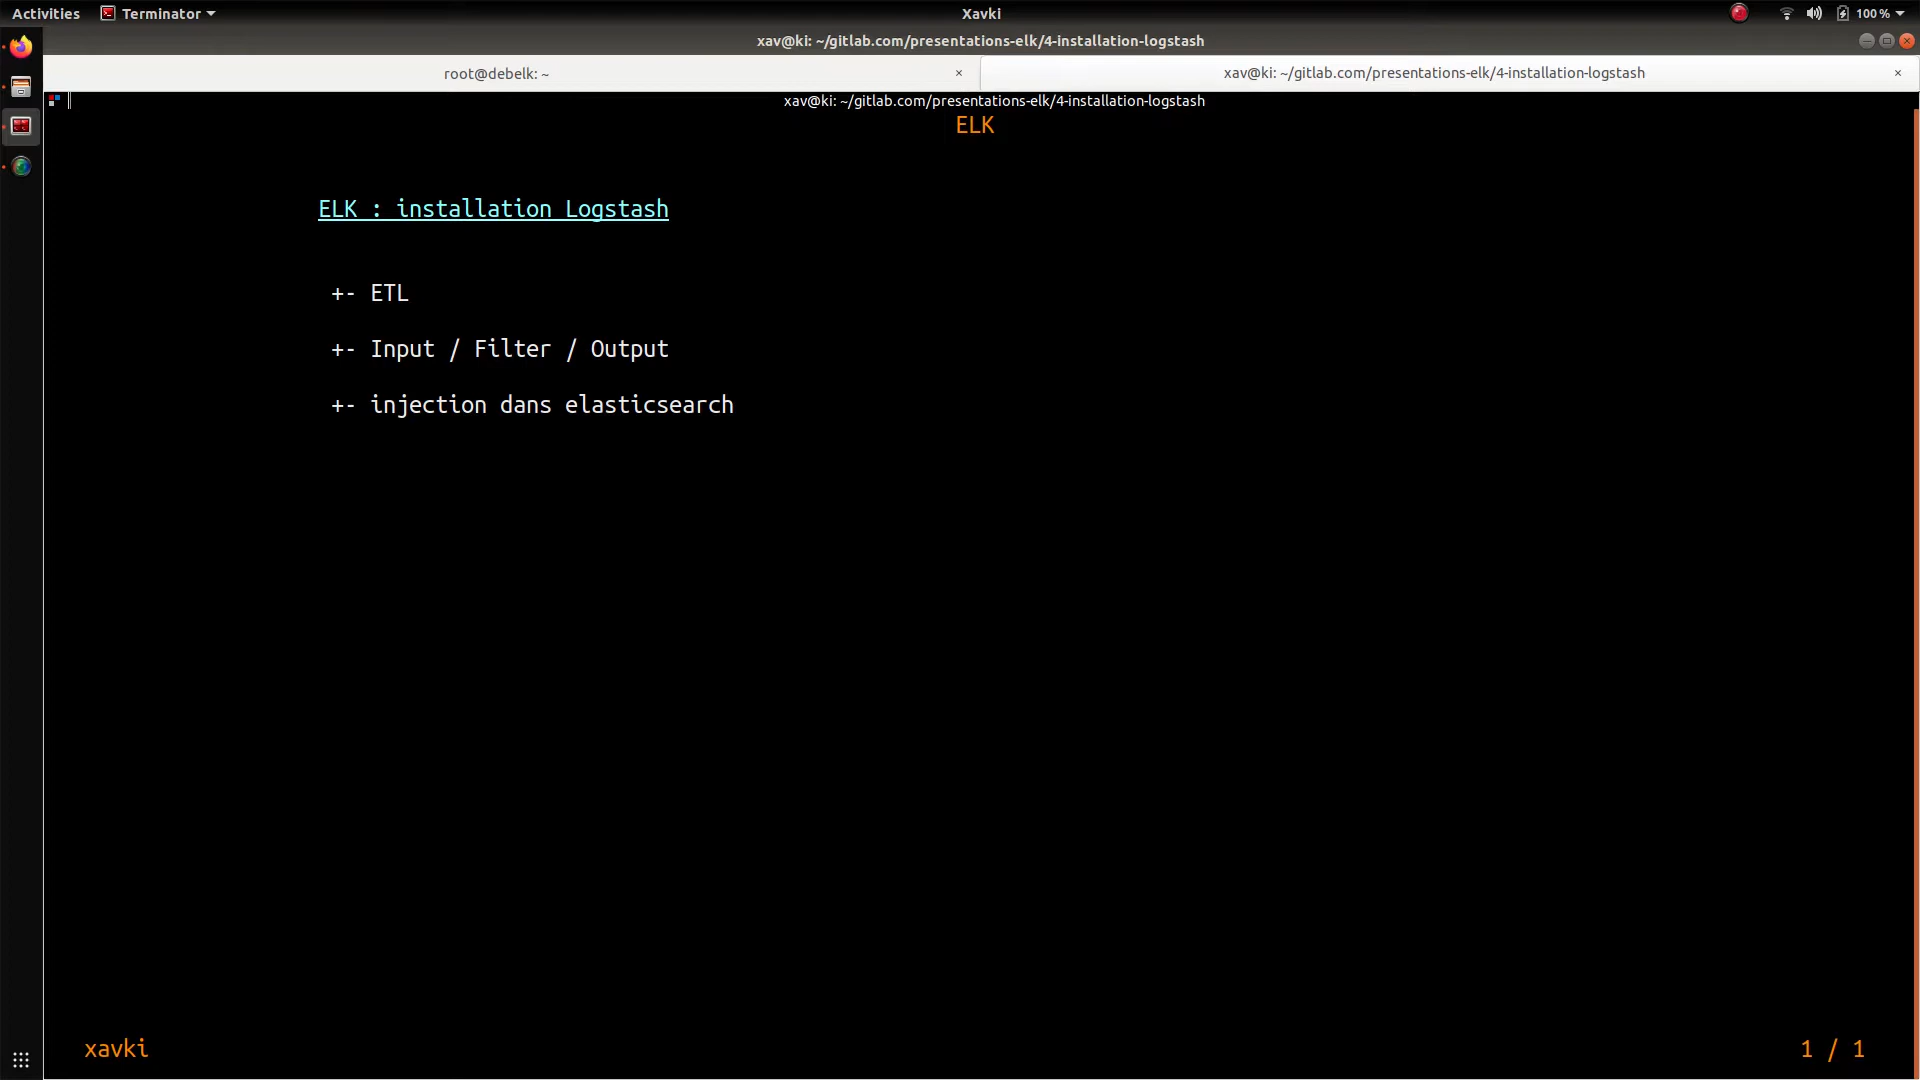 Activities
Terminator
Xavki
100 %
xav@ki: ~/gitlab.com/presentations-elk/4-installation-logstash
root@debelk: ~
xav@ki: ~/gitlab.com/presentations-elk/4-installation-logstash
xav@ki: ~/gitlab.com/presentations-elk/4-installation-logstash
ELK
ELK : installation Logstash
+- ETL
+- Input / Filter / Output
+- injection dans elasticsearch
xavki
1 / 1